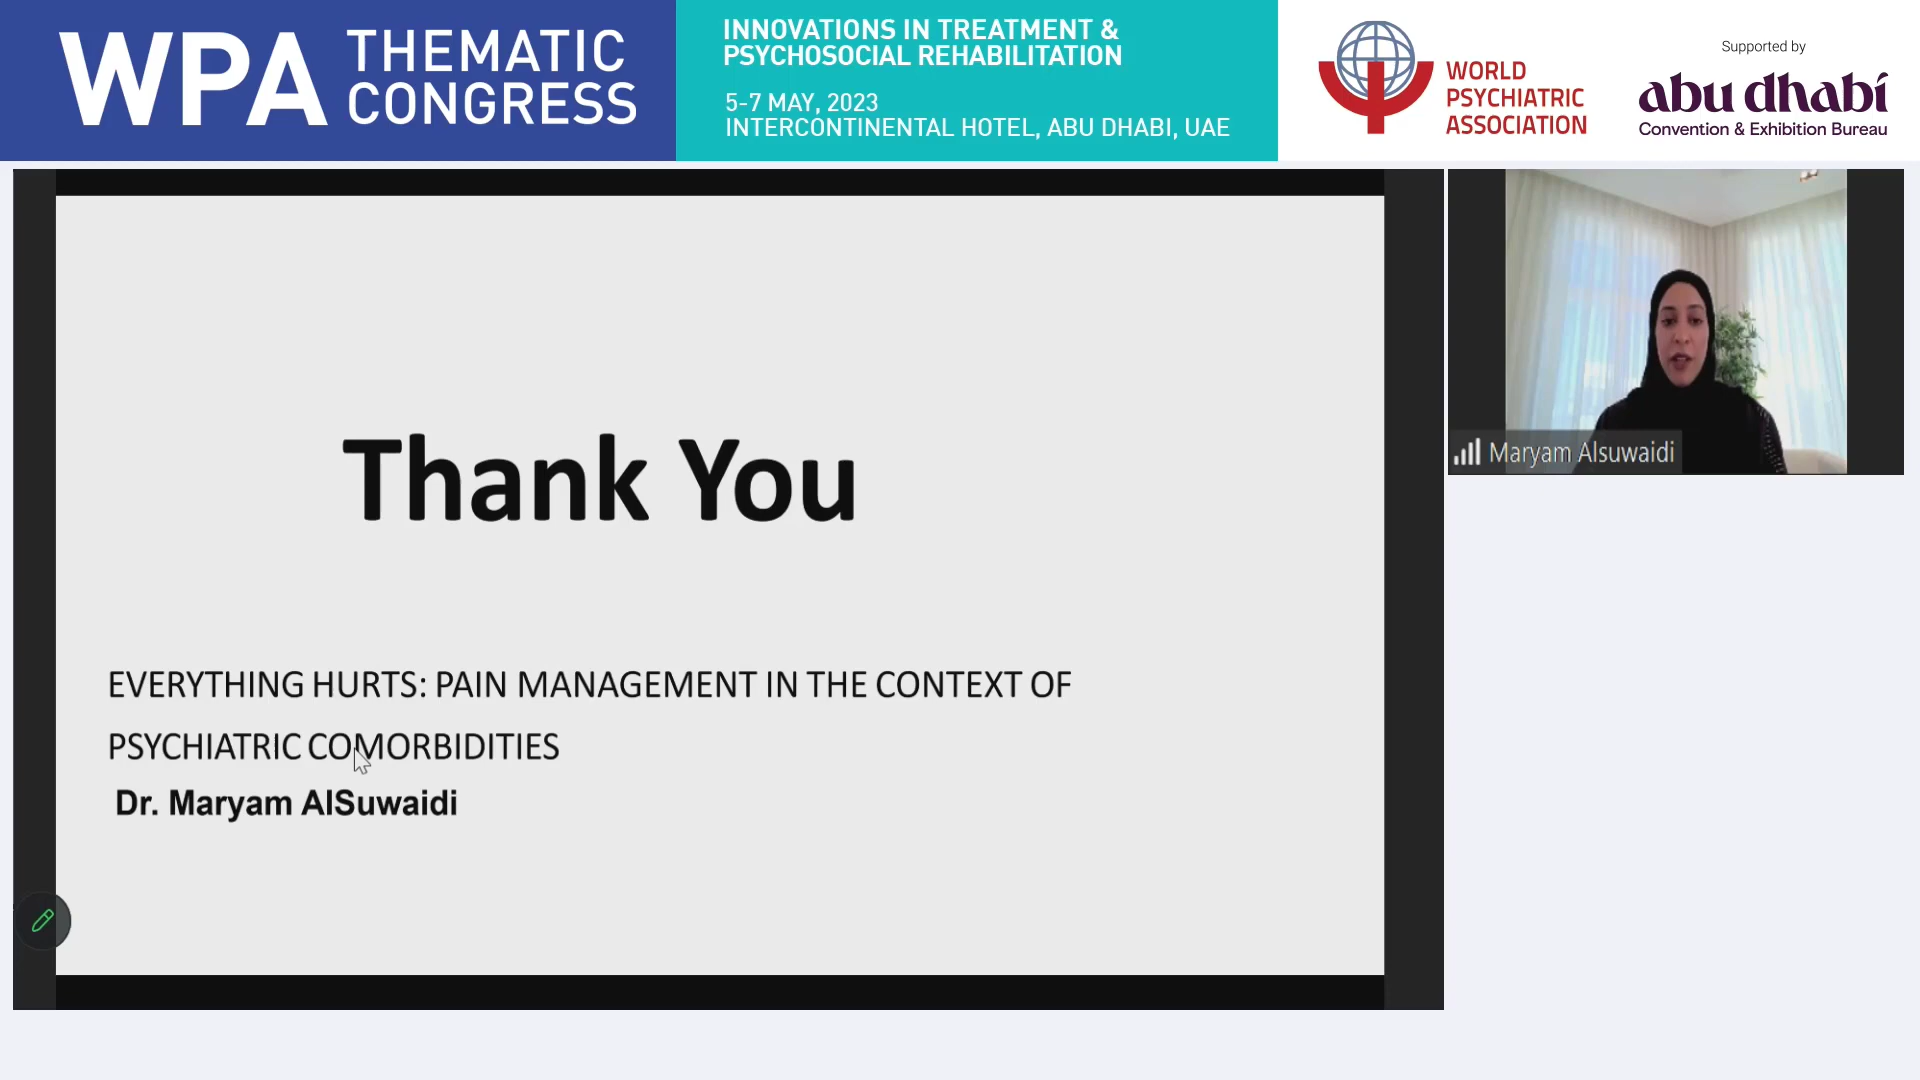 WPA THEMATIC
CONGRESS
INNOVATIONS IN TREATMENT &
PSYCHOSOCIAL REHABILITATION
5-7 MAY, 2023
INTERCONTINENTAL HOTEL, ABU DHABI, UAE
WORLD
PSYCHIATRIC
ASSOCIATION
Supported by
abu dhabi
Convention & Exhibition Bureau
Thank You
EVERYTHING HURTS: PAIN MANAGEMENT IN THE CONTEXT OF
PSYCHIATRIC COMORBIDITIES
Dr. Maryam AlSuwaidi
Maryam Alsuwaidi